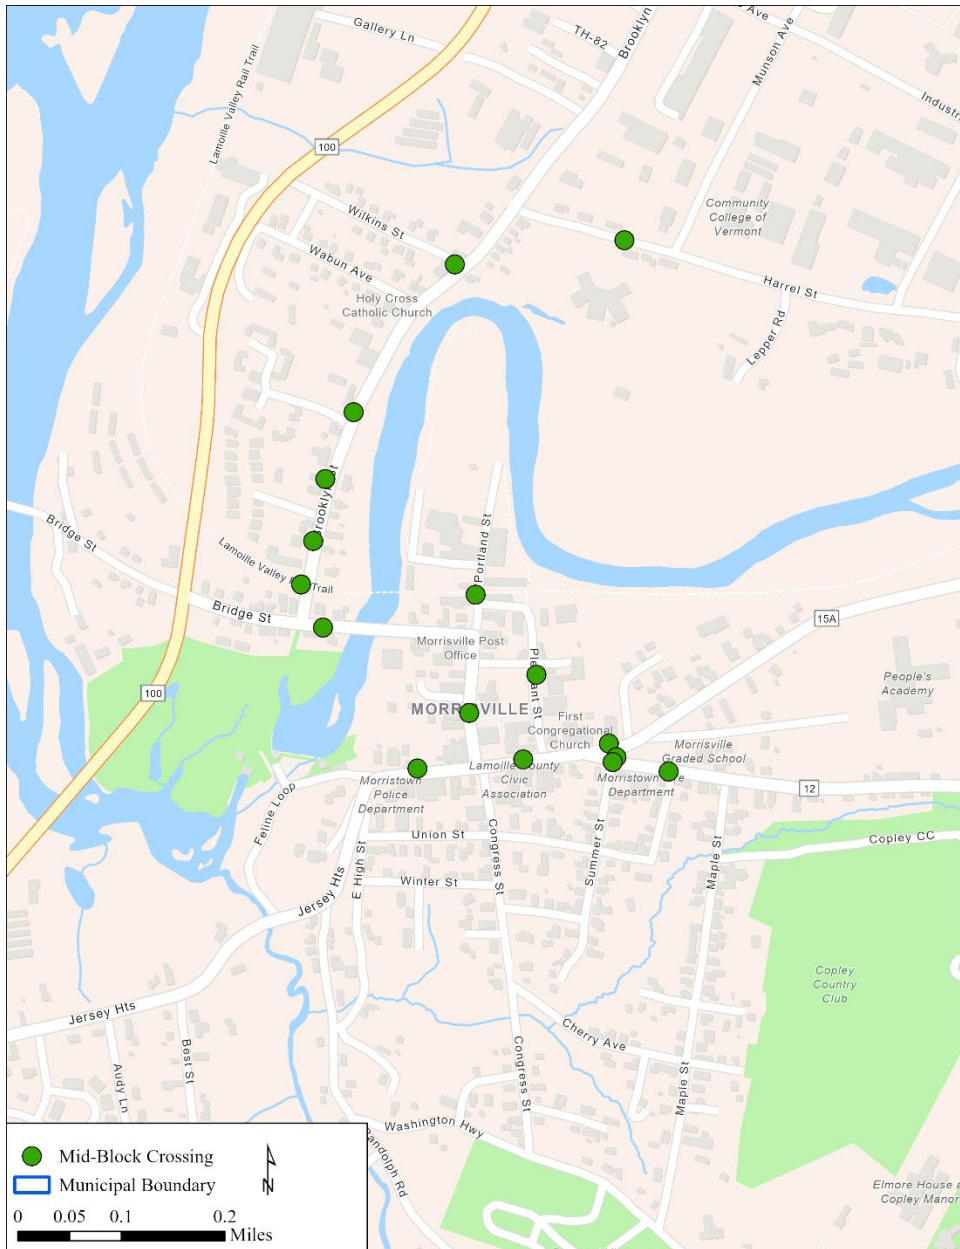 Gallery Ln
TH-82
Brooklyn
y Ave
Munson Ave
Industri
Lamoille Valley Rail Trail
100
Wilkins St
Community
College of
Vermont
Wabun Ave
Harrel St
Holy Cross
Catholic Church
Lepper Rd
Brooklyn St
Bridge St
Portland St
Lamoille Valley Rail Trail
Bridge St
15A
Morrisville Post
Office
Pleasant St
People's
Academy
100
MORRISVILLE
First
Congregational
Church
Morrisville
Graded School
Lamoille County
Civic
Association
Morristown
Police
Department
Morristown Fire
Department
12
Feline Loop
Union St
Congress St
Summer St
Maple St
Copley CC
E High St
Winter St
Jersey Hts
Copley
Country
Club
Jersey Hts
Cherry Ave
Best St
Audy Ln
Congress St
Maple St
Washington Hwy
Randolph Rd
Elmore House a
Copley Manor
Mid-Block Crossing
N
Municipal Boundary
0 0.05 0.1 0.2
Miles